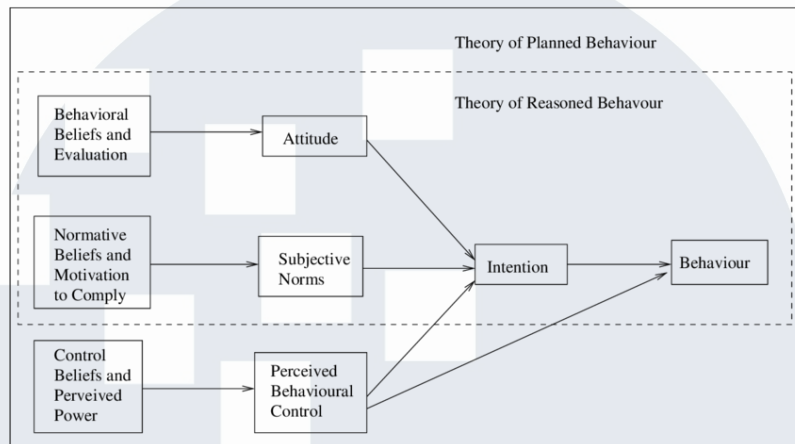 Theory of Planned Behaviour
Theory of Reasoned Behavour
Behavioral
Beliefs and
Evaluation
Attitude
Normative
Beliefs and
Motivation
to Comply
Subjective
Norms
Intention
Behaviour
Control
Beliefs and
Perveived
Power
Perceived
Behavioural
Control